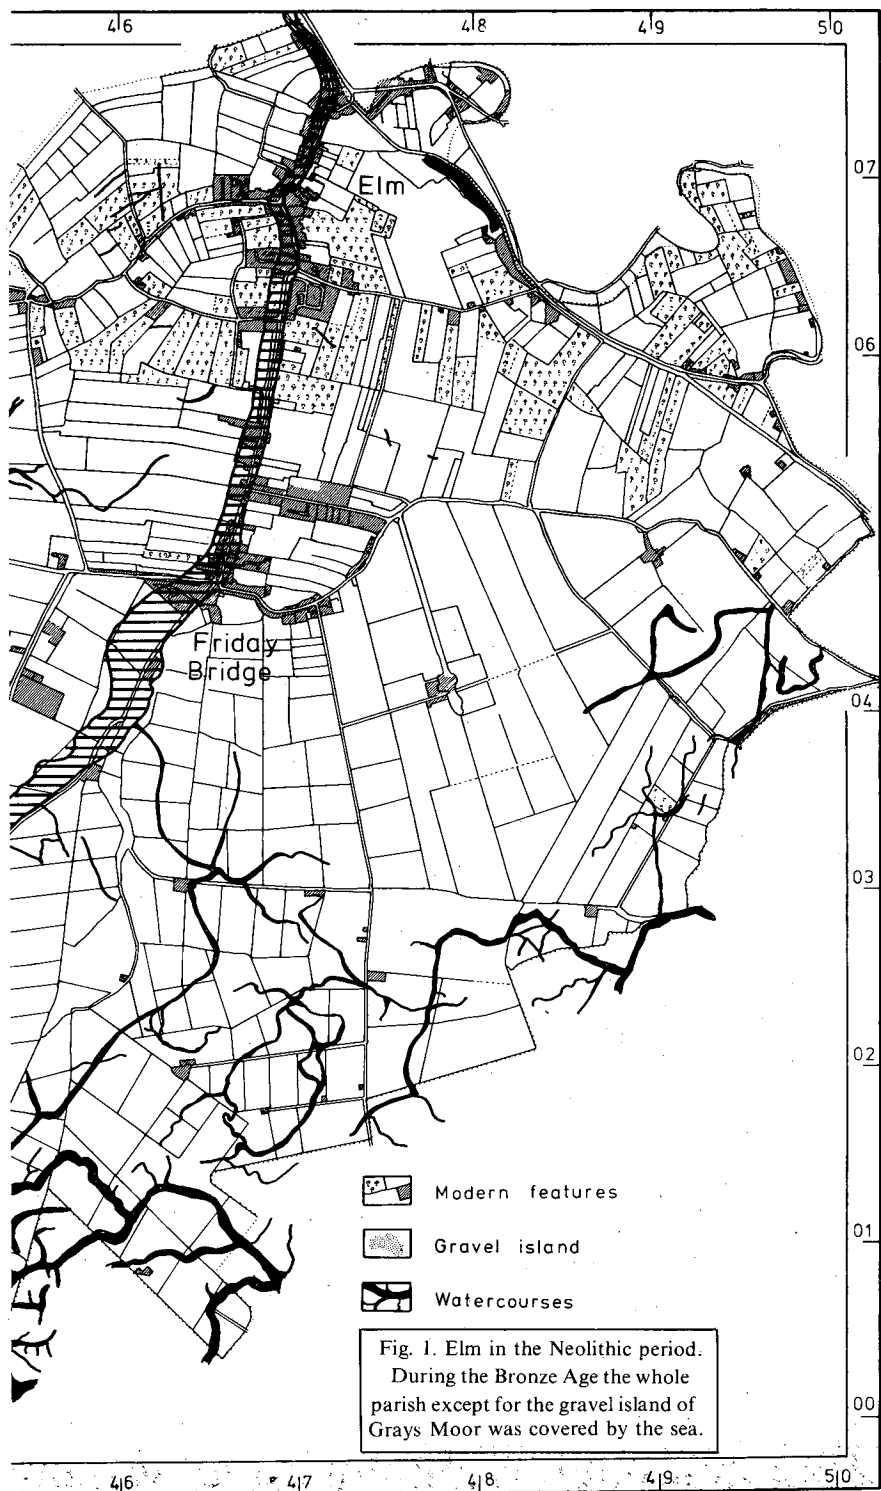 46 48 49 50
07
Elm
06
Friday
Bridge
04
03
02
Modern features
01
Gravel island
Watercourses
Fig. 1. Elm in the Neolithic period.
During the Bronze Age the whole
parish except for the gravel island of
Grays Moor was covered by the sea.
00
46 47 48 49 50